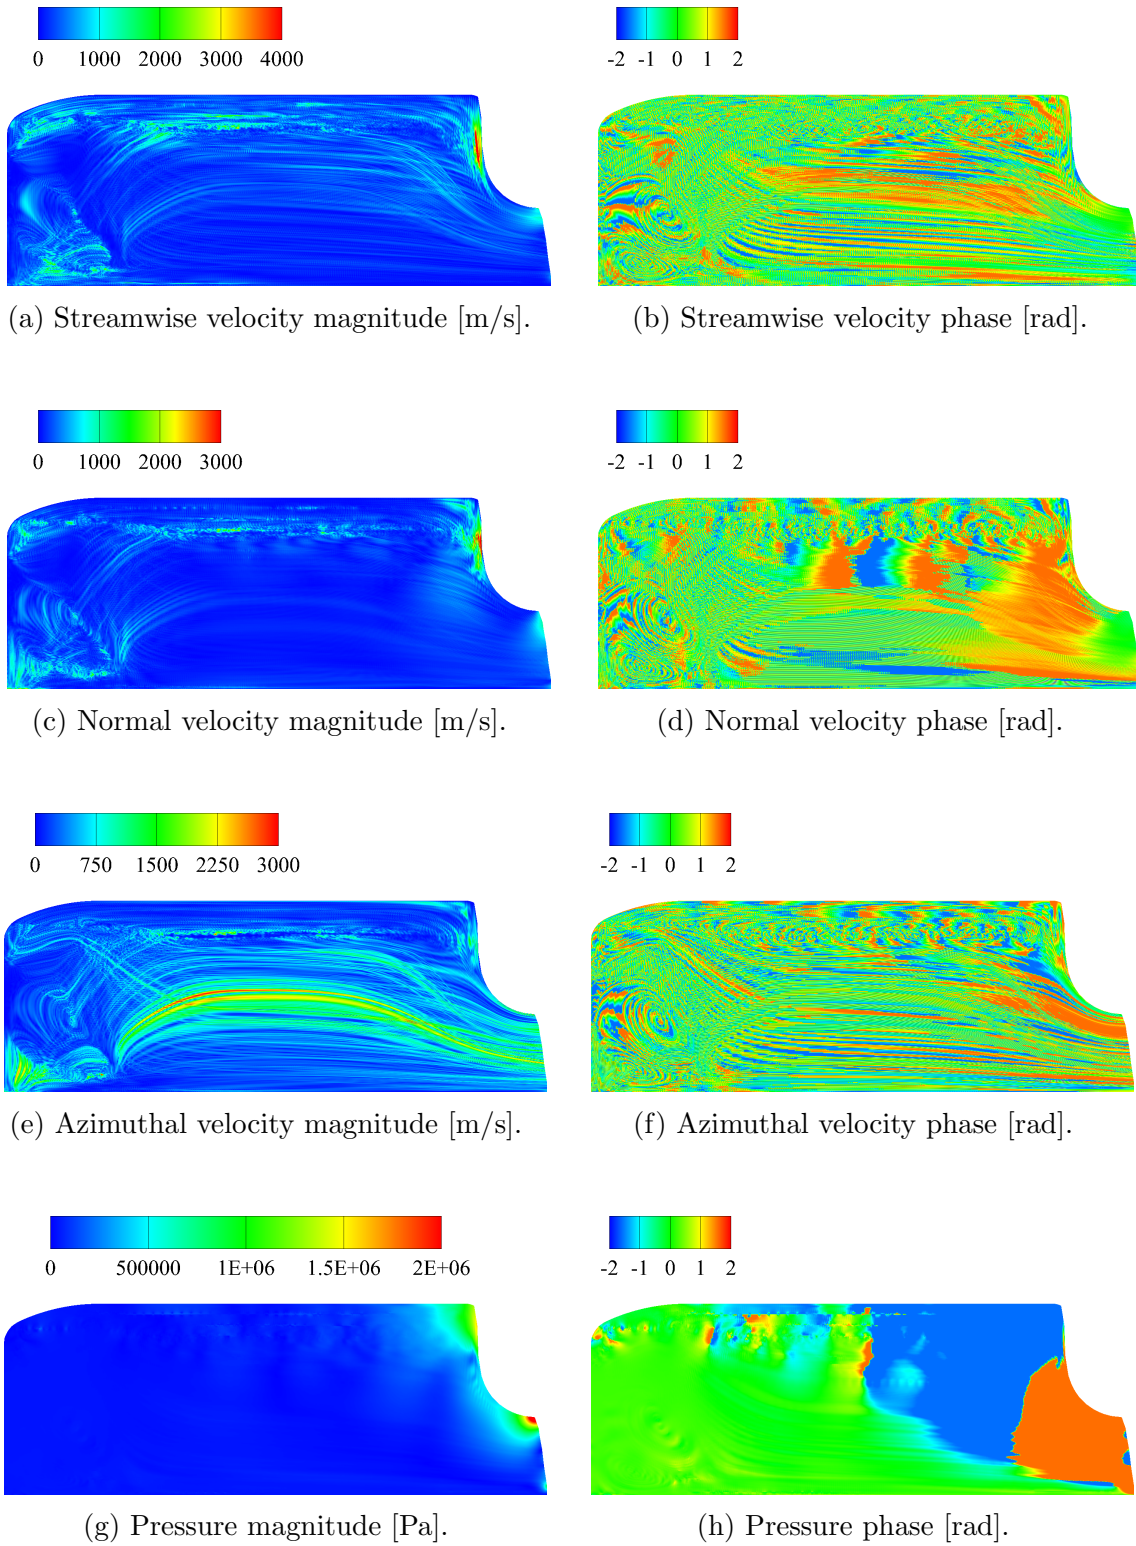 0 1000 2000 3000 4000
-2 -1 0 1 2
(a) Streamwise velocity magnitude [m/s].
(b) Streamwise velocity phase [rad].
0 1000 2000 3000
-2 -1 0 1 2
(c) Normal velocity magnitude [m/s].
(d) Normal velocity phase [rad].
0 750 1500 2250 3000
-2 -1 0 1 2
(e) Azimuthal velocity magnitude [m/s].
(f) Azimuthal velocity phase [rad].
0 500000 1E+06 1.5E+06 2E+06
-2 -1 0 1 2
(g) Pressure magnitude [Pa].
(h) Pressure phase [rad].